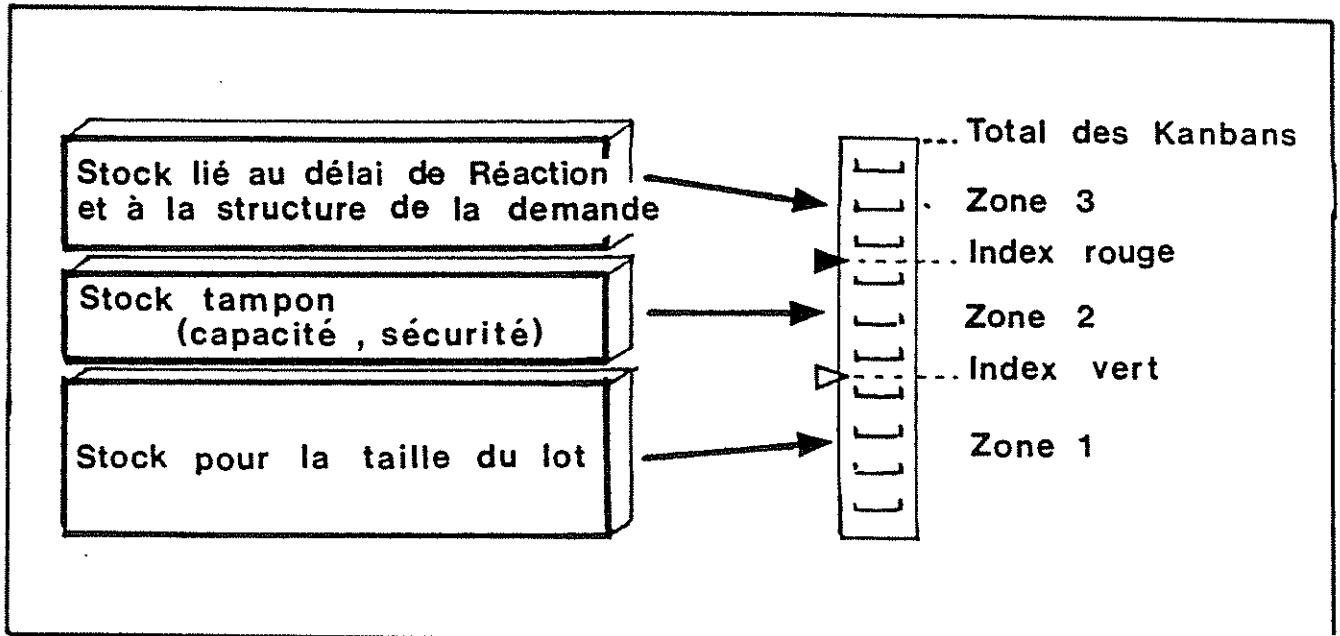 Stock lié au délai de Réaction
et à la structure de la demande
Stock tampon
(capacité , sécurité)
Stock pour la taille du lot
Total des Kanbans
Zone 3
Index rouge
Zone 2
Index vert
Zone 1